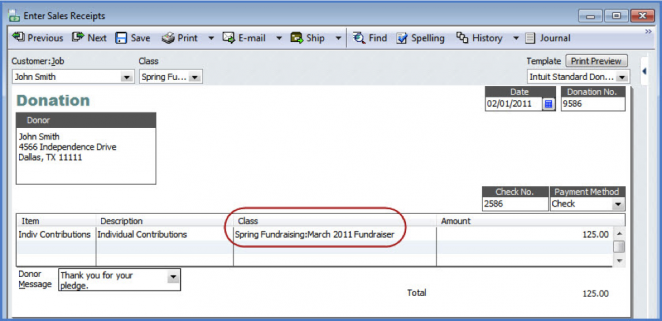 Enter Sales Receipts
Previous Next Save Print E-mail Ship Find Spelling History Journal
Customer:Job Class Template Print Preview
John Smith Spring Fu... Intuit Standard Don...
Donation
Date Donation No.
02/01/2011 9586
Donor
John Smith
4566 Independence Drive
Dallas, TX 11111
Check No. Payment Method
2586 Check
Item Description Class Amount
Indiv Contributions Individual Contributions Spring Fundraising:March 2011 Fundraiser 125.00
Donor Message Thank you for your pledge.
Total 125.00